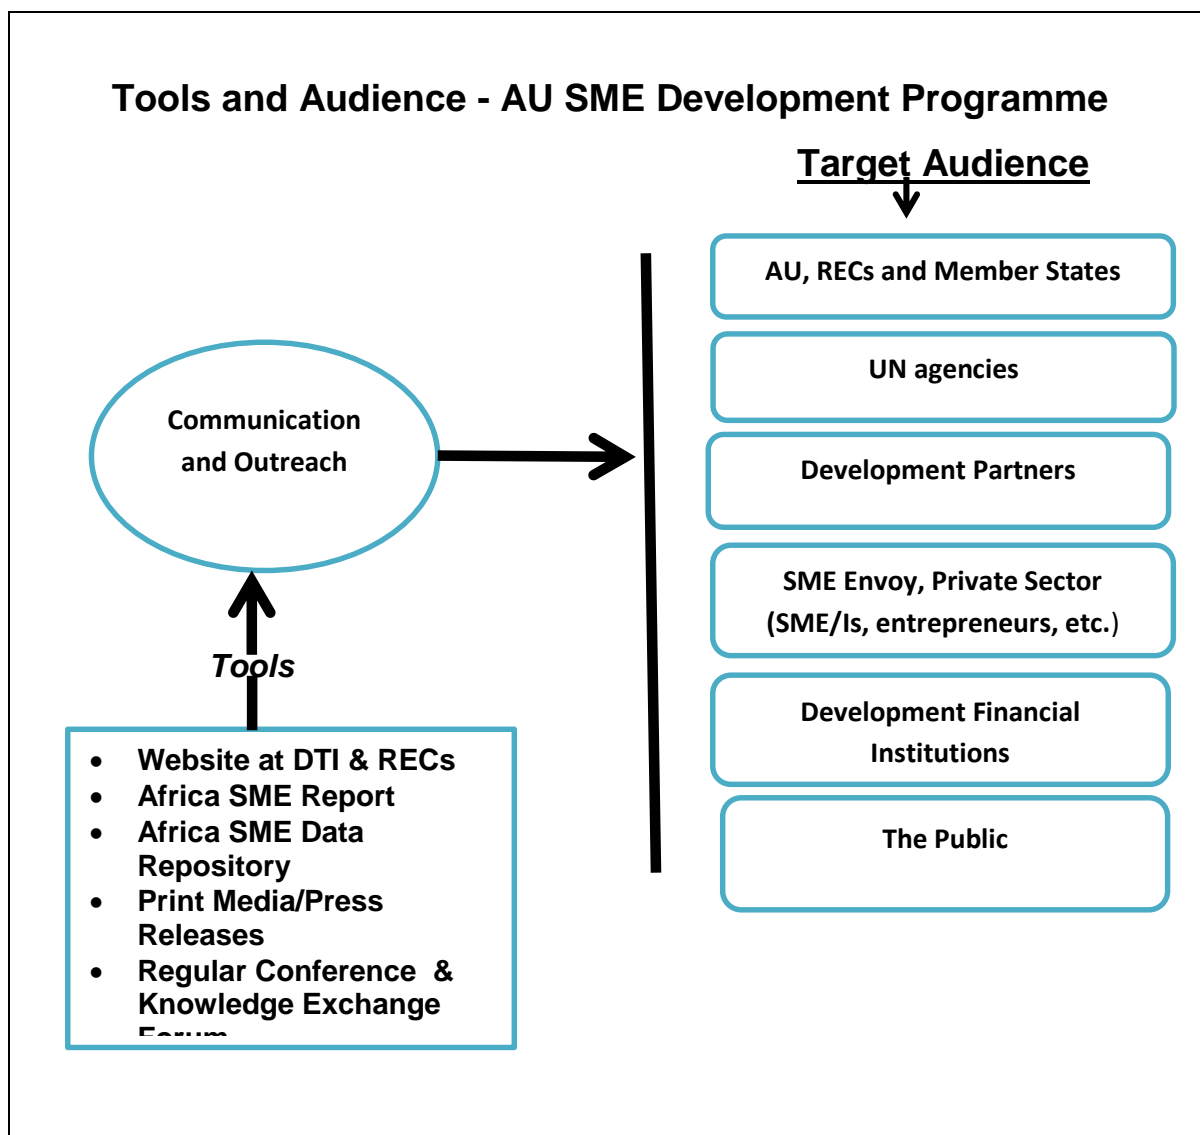 Tools and Audience - AU SME Development Programme
Target Audience
AU, RECs and Member States
UN agencies
Development Partners
SME Envoy, Private Sector
(SME/Is, entrepreneurs, etc.)
Development Financial
Institutions
The Public
Communication
and Outreach
Tools
• Website at DTI & RECs
• Africa SME Report
• Africa SME Data
Repository
• Print Media/Press
Releases
• Regular Conference & 
Knowledge Exchange
Forum